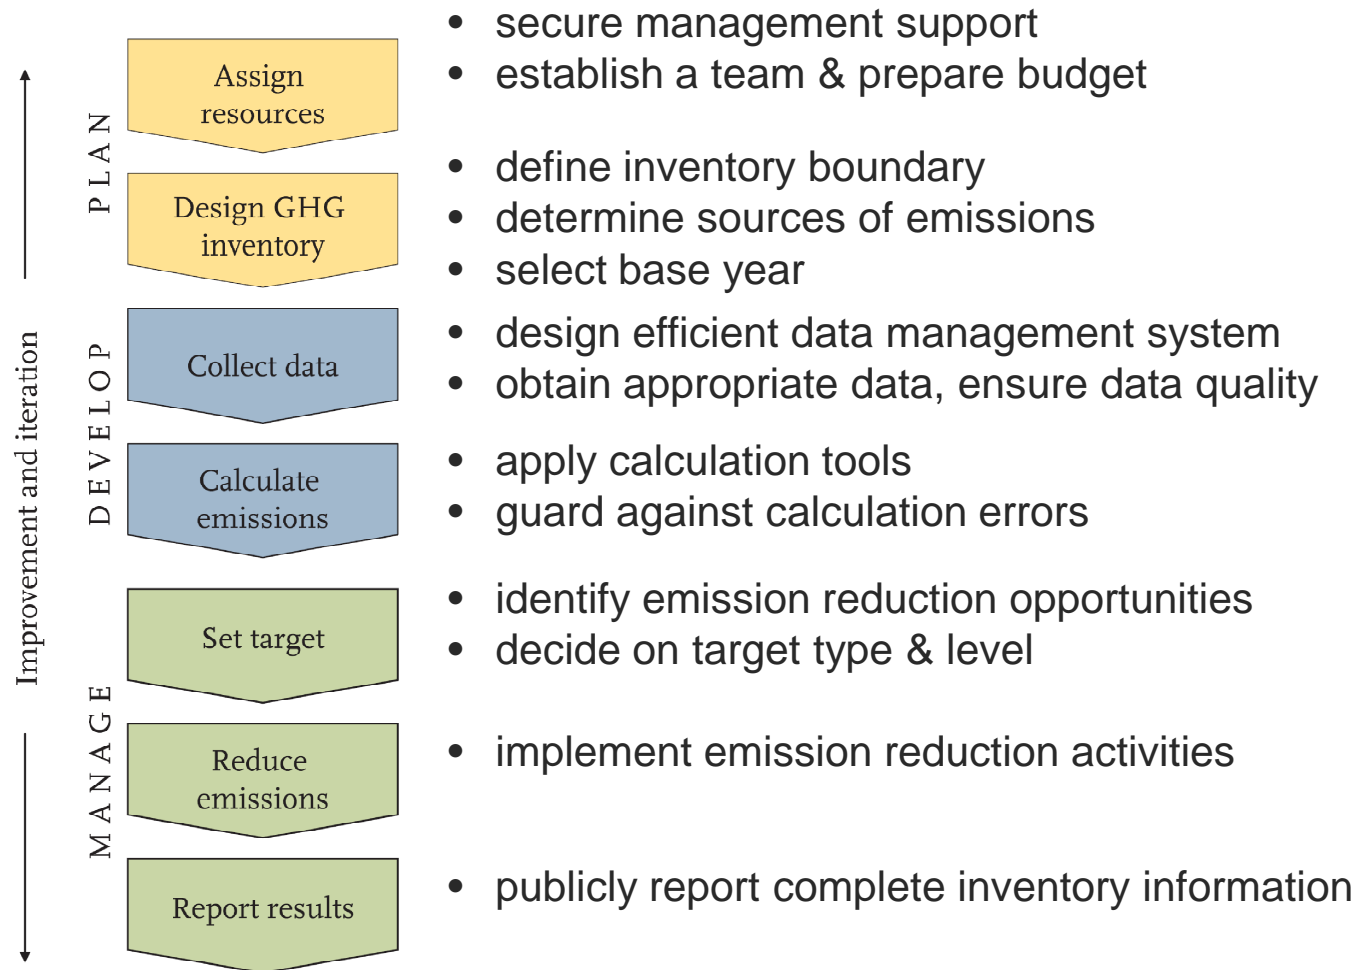 Improvement and iteration
PLAN
Assign
resources
• secure management support
• establish a team & prepare budget
Design GHG
inventory
• define inventory boundary
• determine sources of emissions
• select base year
DEVELOP
Collect data
• design efficient data management system
• obtain appropriate data, ensure data quality
Calculate
emissions
• apply calculation tools
• guard against calculation errors
MANAGE
Set target
• identify emission reduction opportunities
• decide on target type & level
Reduce
emissions
• implement emission reduction activities
Report results
• publicly report complete inventory information